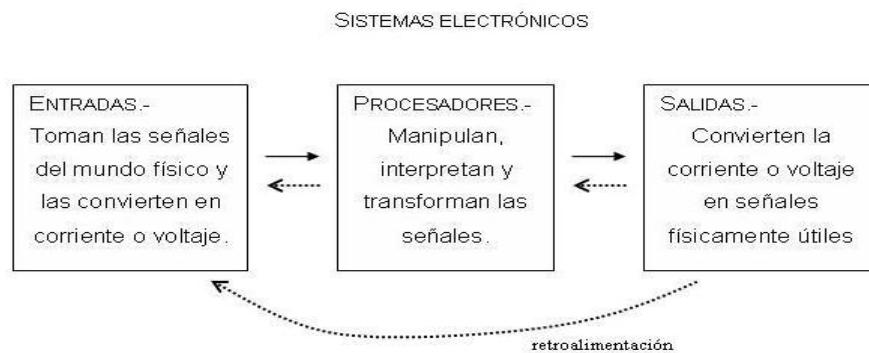 SISTEMAS ELECTRÓNICOS
ENTRADAS.-
Toman las señales
del mundo físico y
las convierten en
corriente o voltaje.
PROCESADORES.-
Manipulan,
interpretan y
transforman las
señales.
SALIDAS.-
Convierten la
corriente o voltaje
en señales
físicamente útiles
retroalimentación